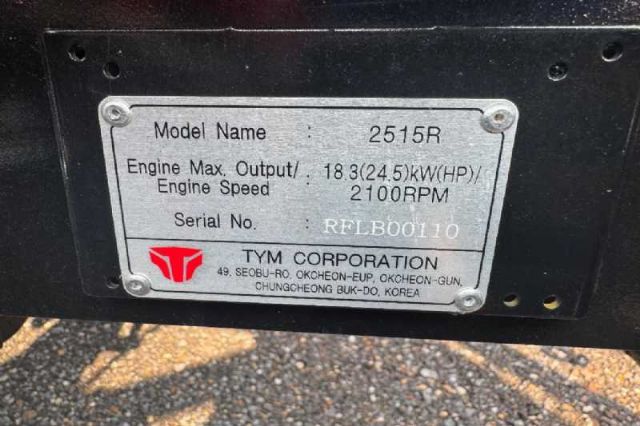 Model Name : 2515R
Engine Max. Output/ : 18.3(24.5)kW(HP)/
Engine Speed 2100RPM
Serial No. : RFLB00110
TYM CORPORATION
49, SEOBU-RO, OKCHEON-EUP, OKCHEON-GUN,
CHUNGCHEONG BUK-DO, KOREA